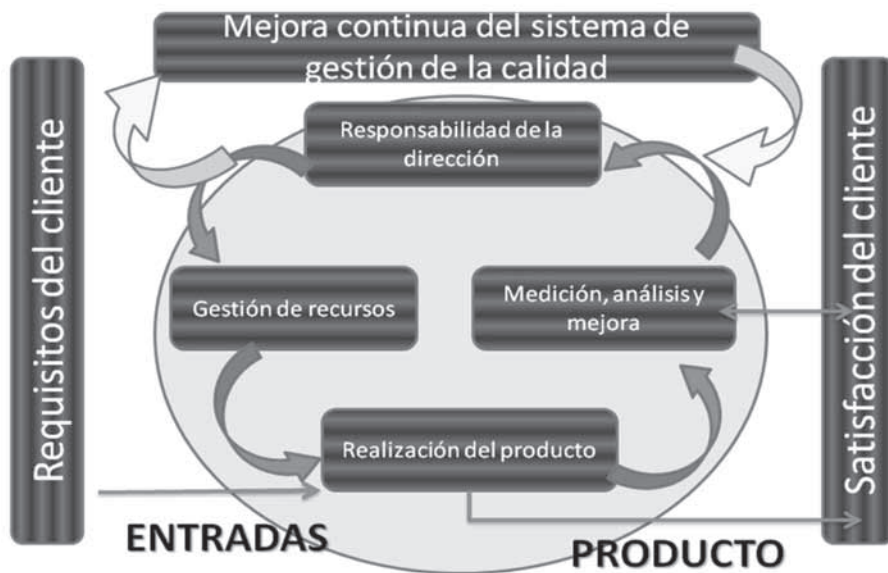 Mejora continua del sistema de
gestión de la calidad
Requisitos del cliente
Responsabilidad de la
dirección
Gestión de recursos
Medición, análisis y
mejora
Realización del producto
Satisfacción del cliente
ENTRADAS
PRODUCTO